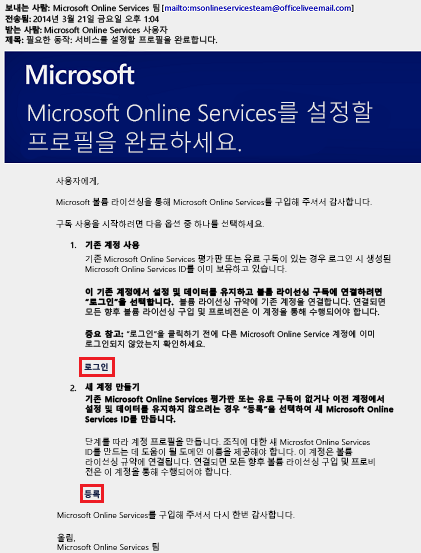 보내는 사람: Microsoft Online Services 팀 [mailto:msonlineservicesteam@officeliveemail.com]
전송됨: 2014년 3월 21일 금요일 오후 1:04
받는 사람: Microsoft Online Services 사용자
제목: 필요한 동작: 서비스를 설정할 프로필을 완료합니다.
Microsoft
Microsoft Online Services를 설정할
프로필을 완료하세요.
사용자에게,
Microsoft 볼륨 라이선싱을 통해 Microsoft Online Services를 구입해 주셔서 감사합니다.
구독 사용을 시작하려면 다음 옵션 중 하나를 선택하세요.
1. 기존 계정 사용
기존 Microsoft Online Services 평가판 또는 유료 구독이 있는 경우 로그인 시 생성된
Microsoft Online Services ID를 이미 보유하고 있습니다.
이 기존 계정에서 설정 및 데이터를 유지하고 볼륨 라이선싱 구독에 연결하려면
"로그인"을 선택합니다. 볼륨 라이선싱 규약에 기존 계정을 연결합니다. 연결되면
모든 향후 볼륨 라이선싱 구입 및 프로비전은 이 계정을 통해 수행되어야 합니다.
중요 참고: "로그인"을 클릭하기 전에 다른 Microsoft Online Service 계정에 이미
로그인되지 않았는지 확인하세요.
로그인
2. 새 계정 만들기
기존 Microsoft Online Services 평가판 또는 유료 구독이 없거나 이전 계정에서
설정 및 데이터를 유지하지 않으려는 경우 "등록"을 선택하여 새 Microsoft Online
Services ID를 만듭니다.
단계를 따라 계정 프로필을 만듭니다. 조직에 대한 새 Microsfot Online Services
ID를 만드는 데 도움이 될 도메인 이름을 제공해야 합니다. 이 계정은 볼륨
라이선싱 규약에 연결됩니다. 연결되면 모든 향후 볼륨 라이선싱 구입 및 프로비
전은 이 계정을 통해 수행되어야 합니다.
등록
Microsoft Online Services를 구입해 주셔서 다시 한번 감사합니다.
올림,
Microsoft Online Services 팀